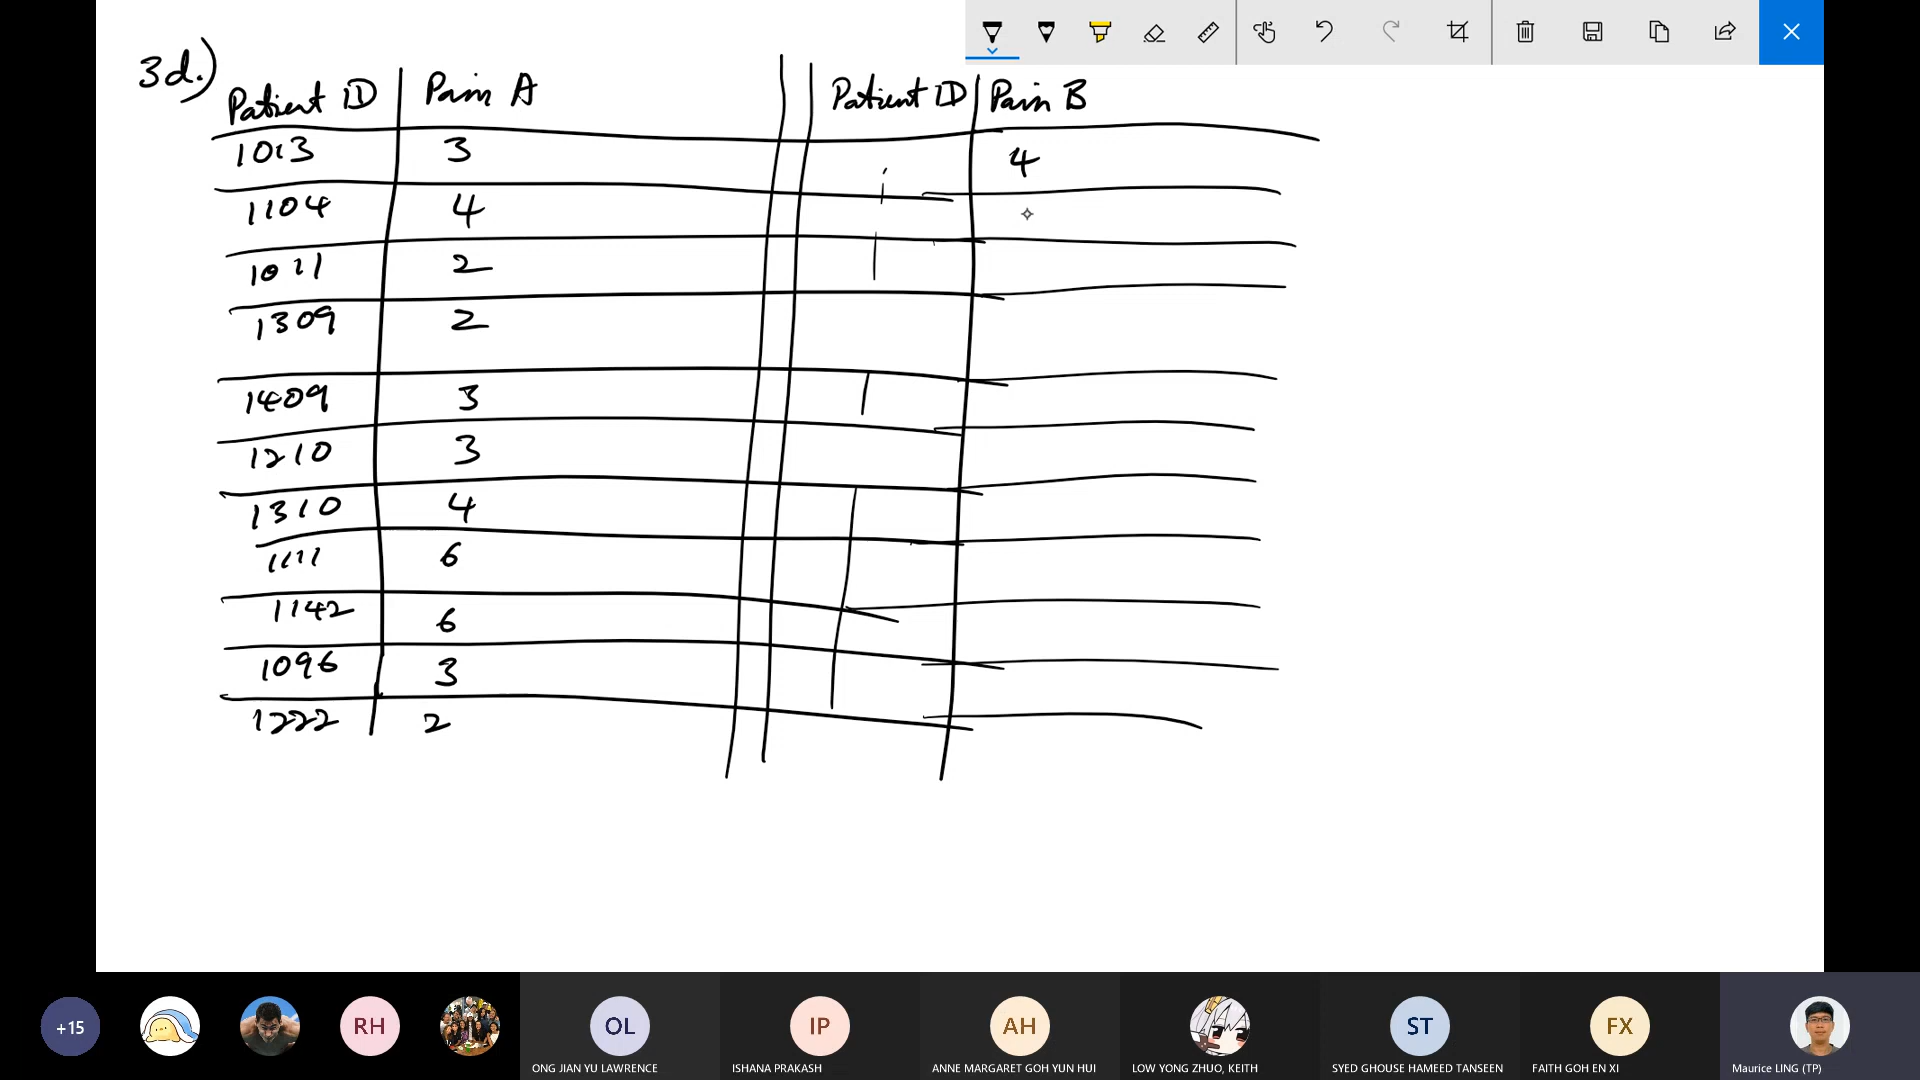 3d.)
Patient ID Pain A Patient ID Pain B
1013 3 4
1104 4
1011 2
1309 2
1409 3
1210 3
1310 4
1111 6
1142 6
1096 3
1222 2
+15
RH
OL
IP
AH
ST
FX
ONG JIAN YU LAWRENCE
ISHANA PRAKASH
ANNE MARGARET GOH YUN HUI
LOW YONG ZHUO, KEITH
SYED GHOUSE HAMEED TANSEEN
FAITH GOH EN XI
Maurice LING (TP)